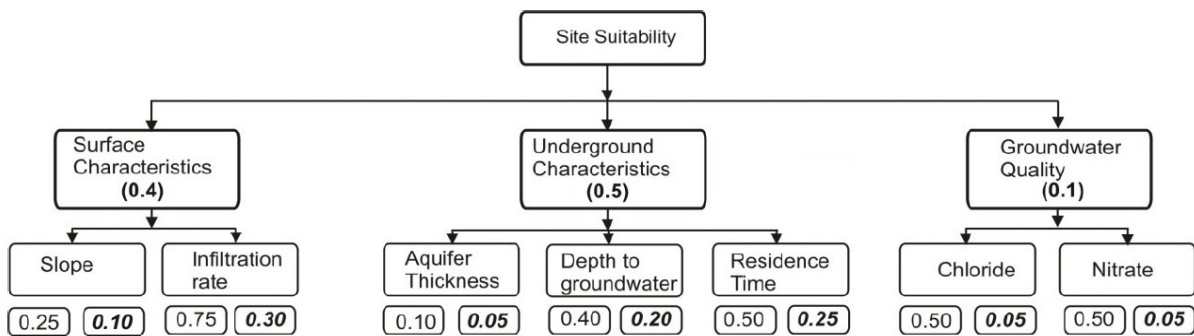 Site Suitability
Surface
Characteristics
(0.4)
Underground
Characteristics
(0.5)
Groundwater
Quality
(0.1)
Slope
Infiltration
rate
Aquifer
Thickness
Depth to
groundwater
Residence
Time
Chloride
Nitrate
0.25 0.10 0.75 0.30 0.10 0.05 0.40 0.20 0.50 0.25 0.50 0.05 0.50 0.05